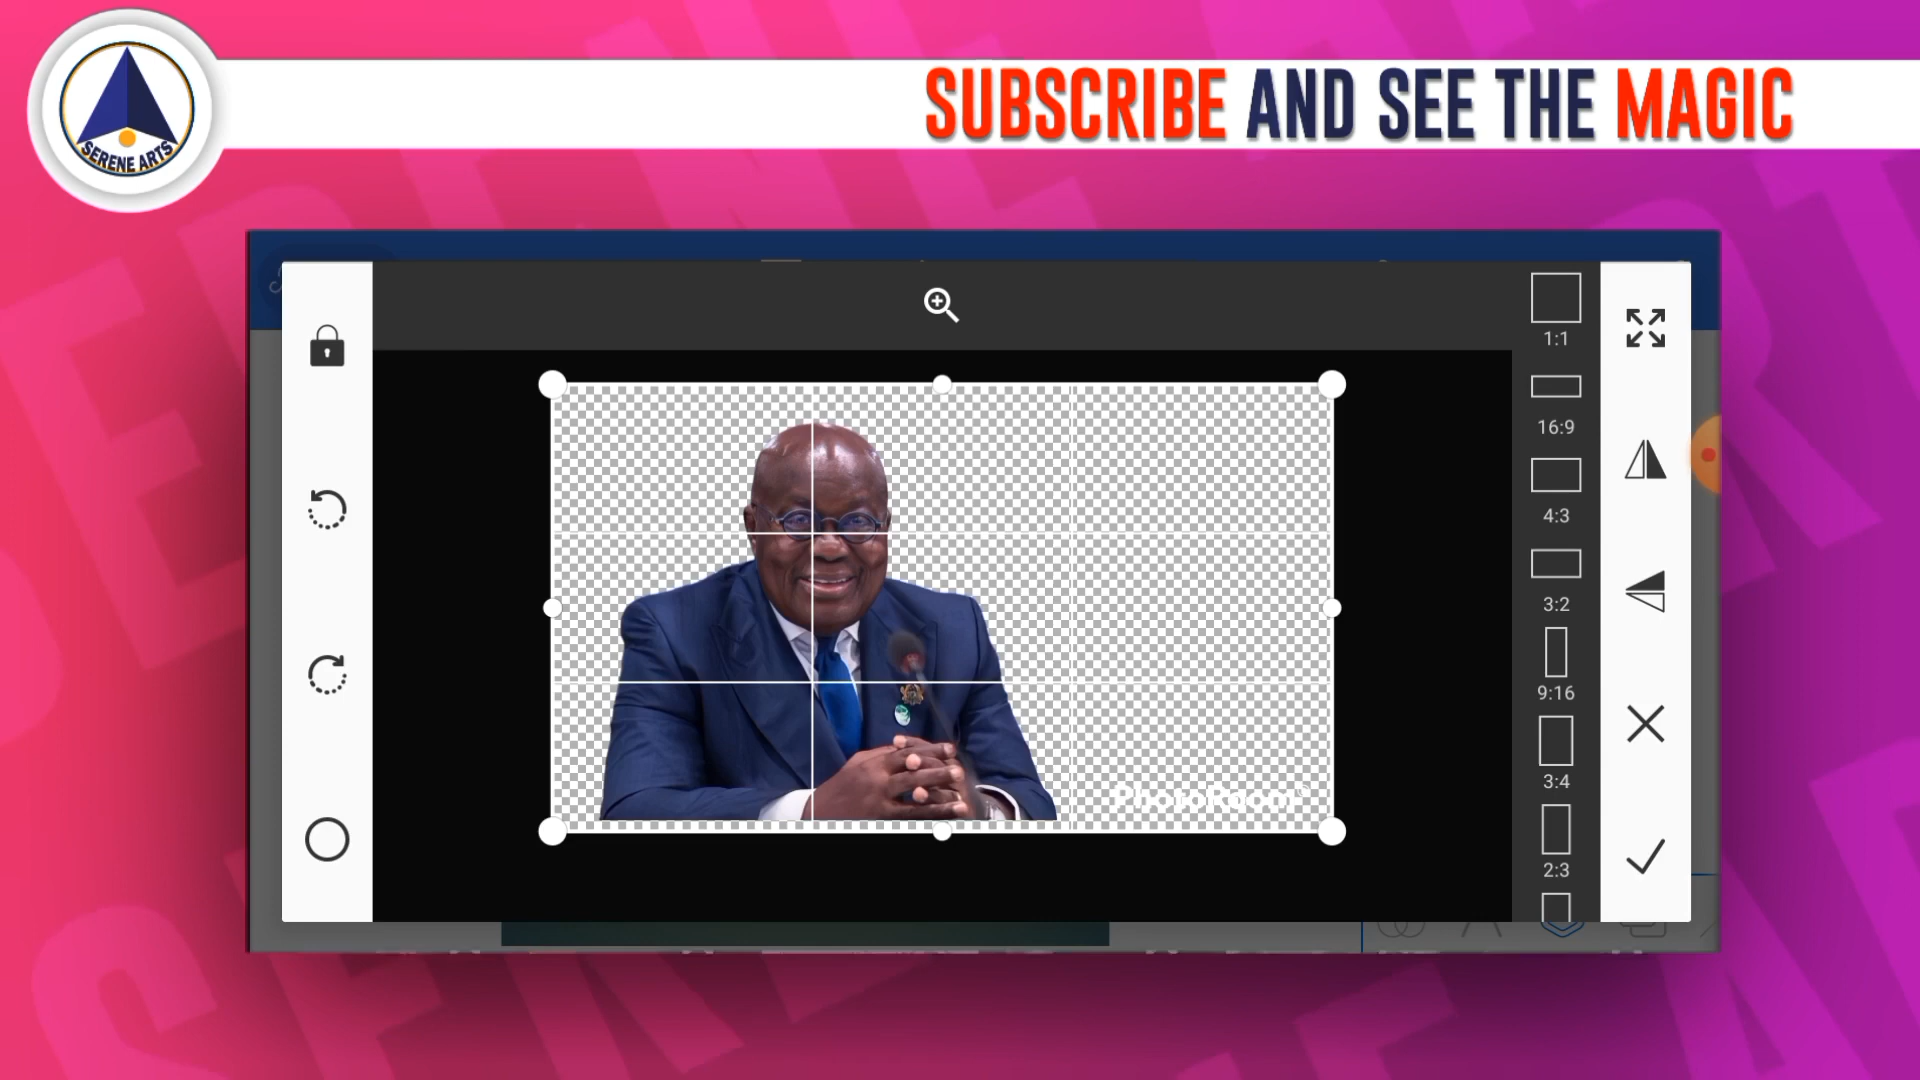 SUBSCRIBE AND SEE THE MAGIC
SERENE ARTS
1:1
16:9
4:3
3:2
9:16
3:4
2:3
PhotoRoom